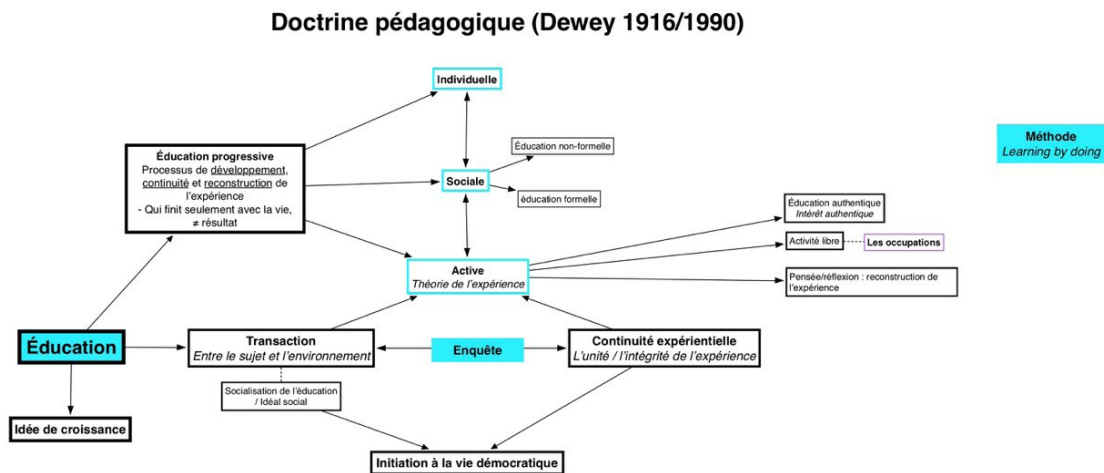 Doctrine pédagogique (Dewey 1916/1990)
Individuelle
Méthode
Learning by doing
Éducation progressive
Processus de développement,
continuité et reconstruction de
l'expérience
- Qui finit seulement avec la vie,
≠ résultat
Éducation non-formelle
Sociale
éducation formelle
Éducation authentique
Intérêt authentique
Activité libre
Les occupations
Active
Théorie de l'expérience
Pensée/réflexion : reconstruction de
l'expérience
Éducation
Transaction
Entre le sujet et l'environnement
Enquête
Continuité expérientielle
L'unité / l'intégrité de l'expérience
Socialisation de l'éducation
/ Idéal social
Idée de croissance
Initiation à la vie démocratique